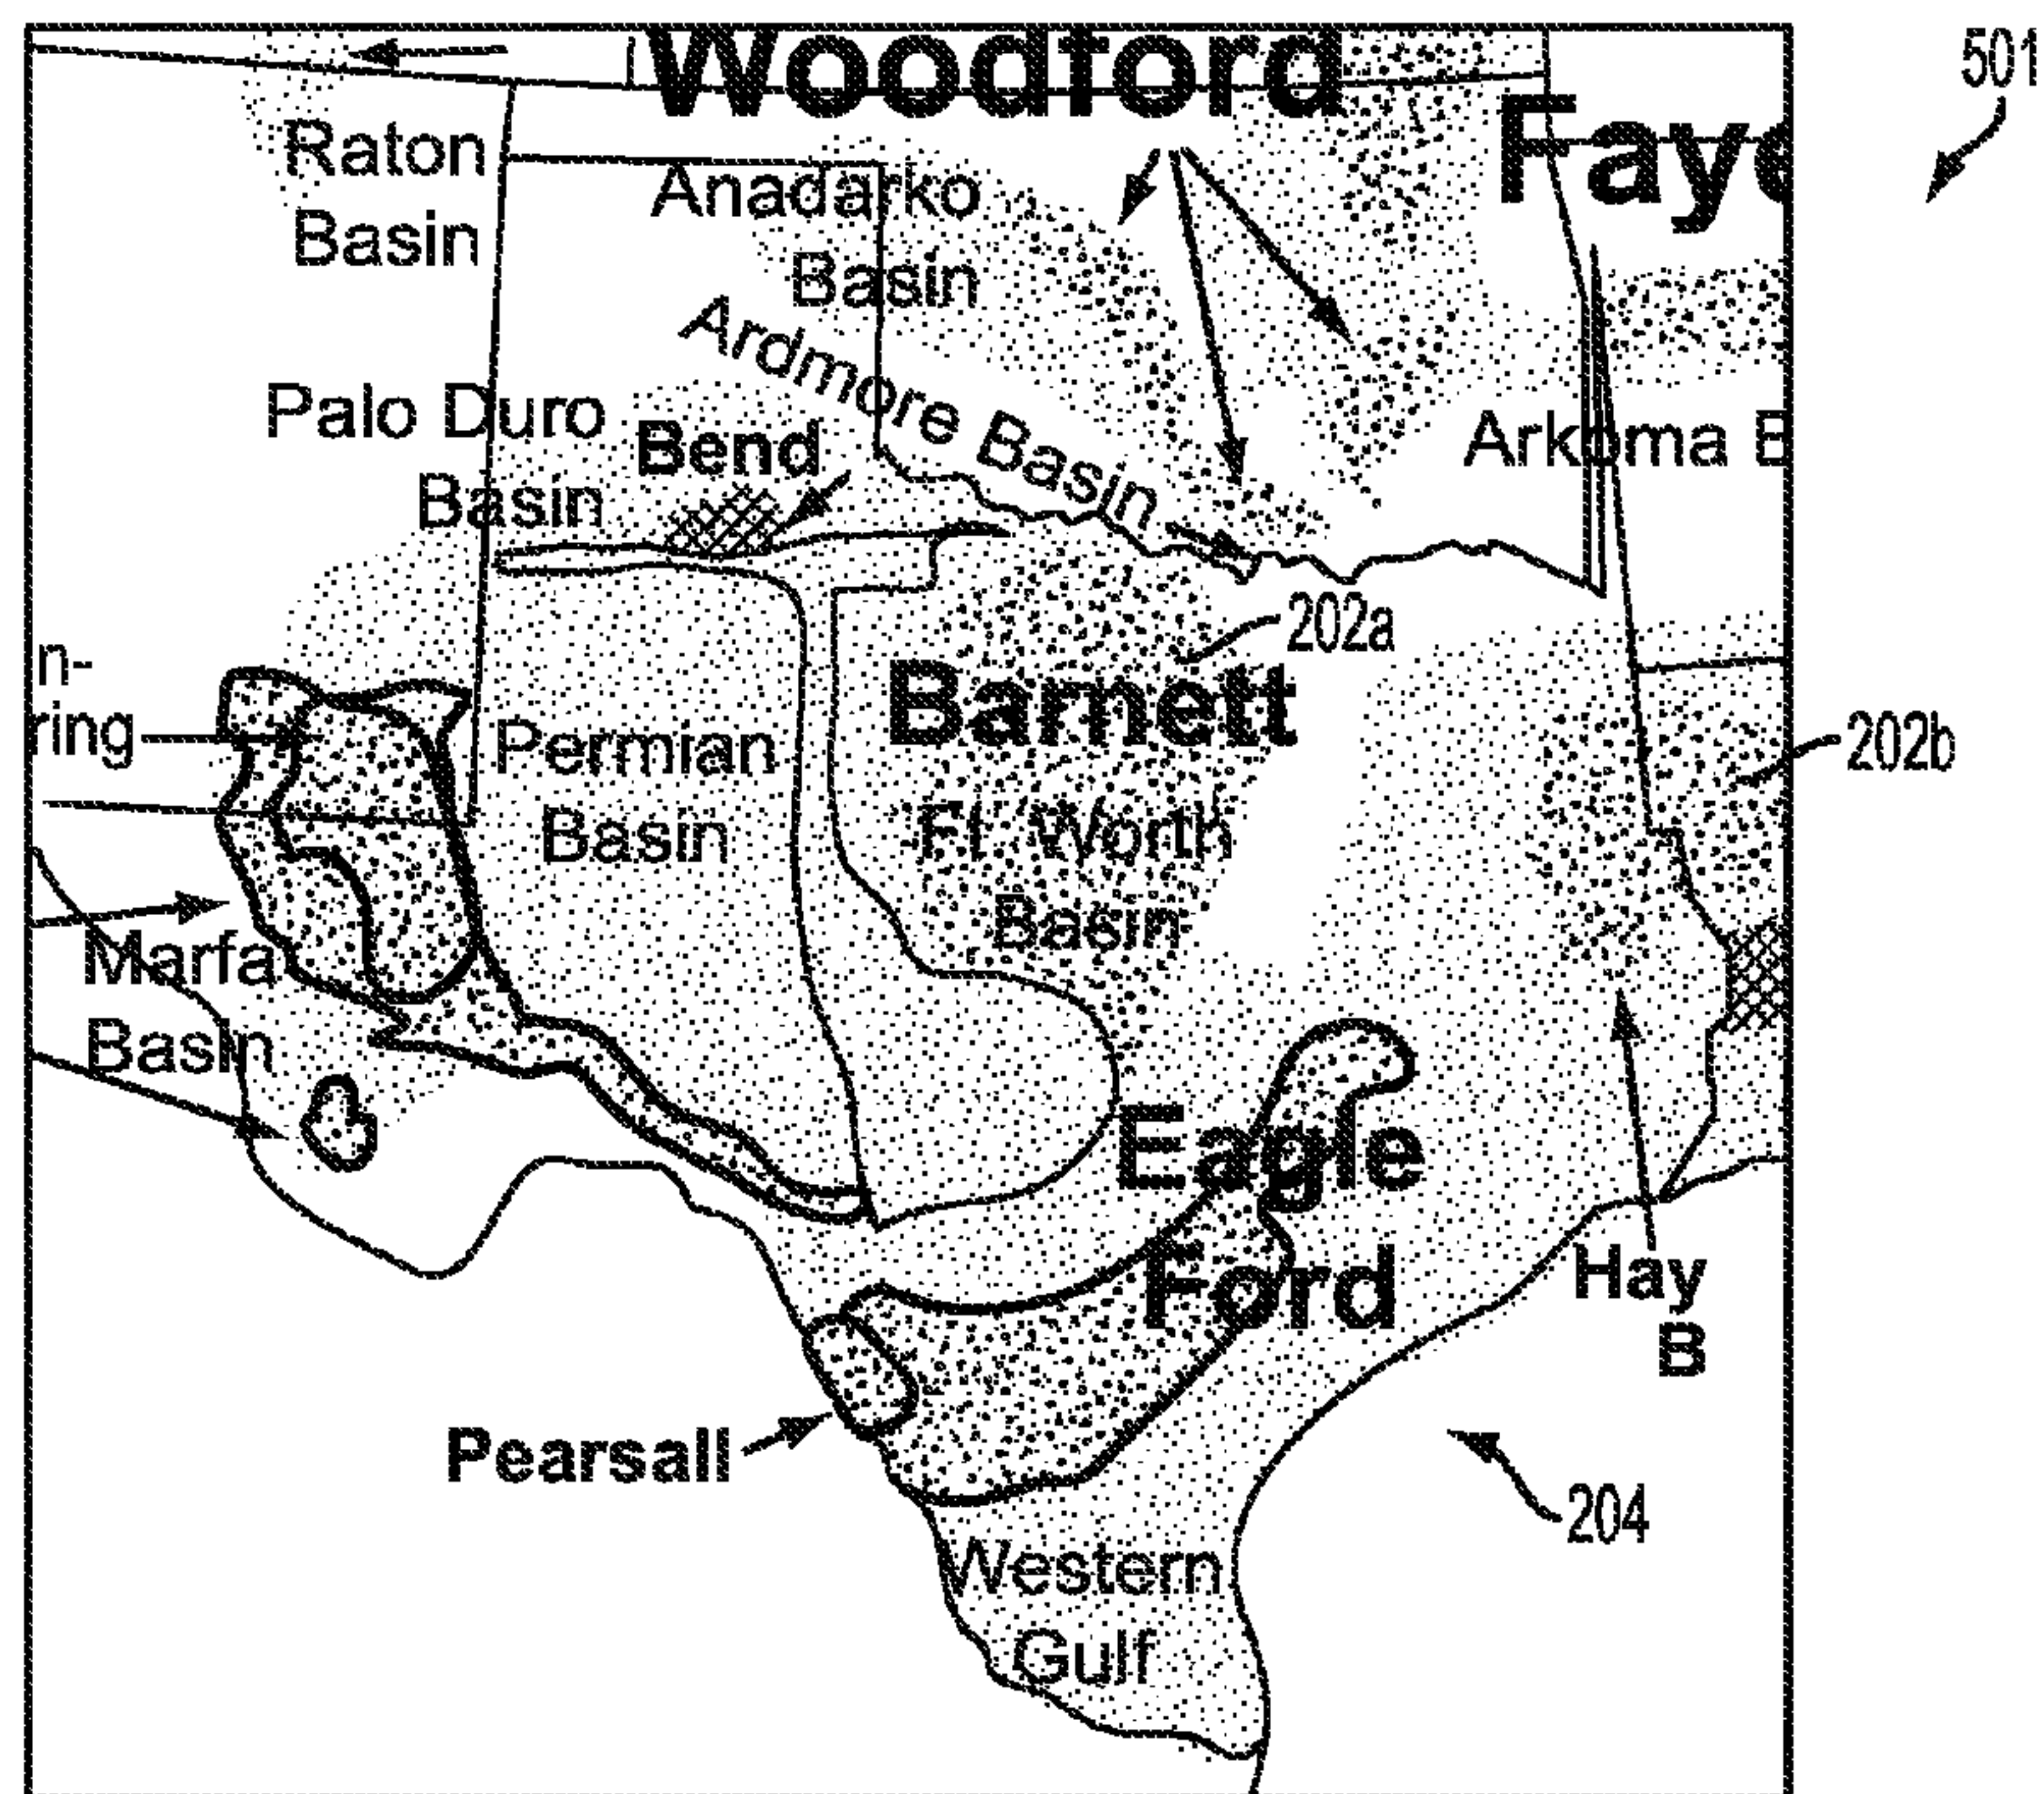 Woodford
501
Faye
Raton
Basin
Anadarko
Basin
Ardmore Basin
Palo Duro
Basin
Bend
Arkoma B
202a
n-
ring
Barnett
Permian
Basin
202b
Ft Worth
Basin
Marfa
Basin
Eagle
Ford
Hay
B
Pearsall
204
Western
Gulf